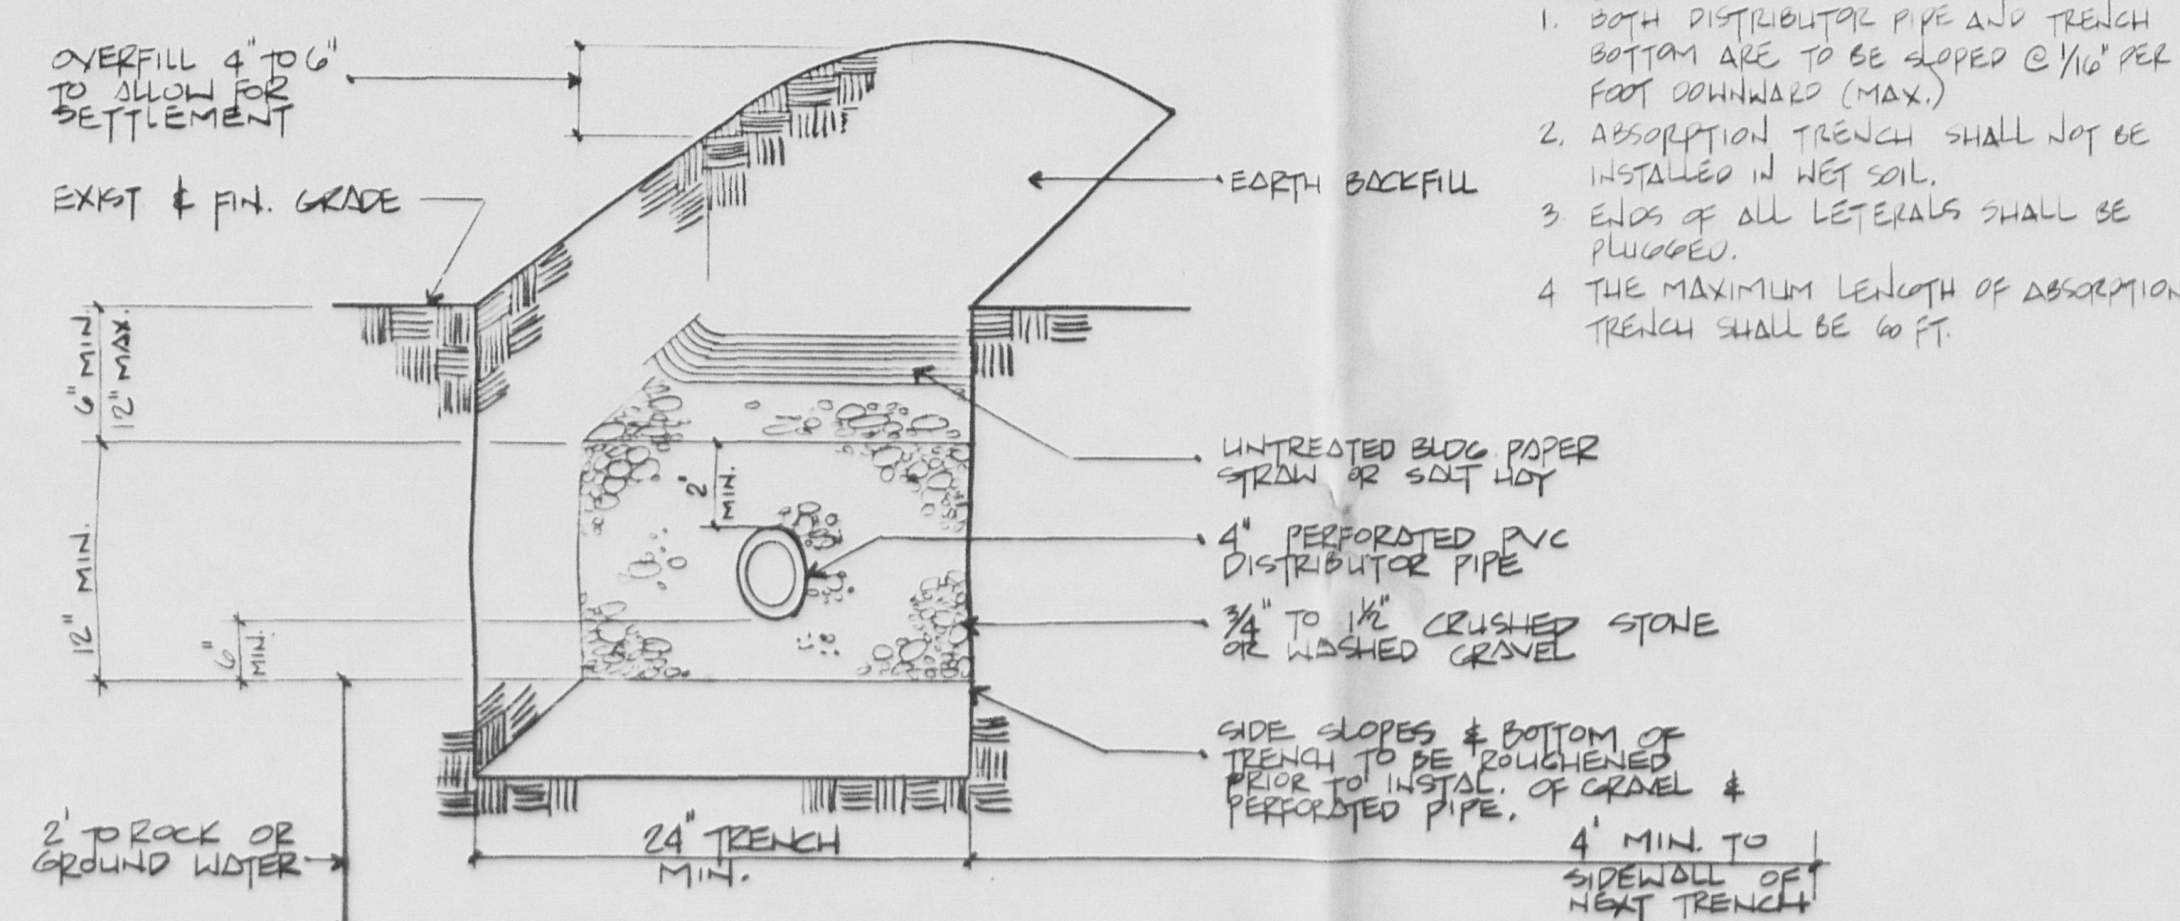 OVERFILL 4" TO 6"
TO ALLOW FOR
SETTLEMENT
EXIST & FIN. GRADE
6" MIN.
12" MAX.
12" MIN.
6"
MIN.
2"
MIN.
2' TO ROCK OR
GROUND WATER
24" TRENCH
MIN.
EARTH BACKFILL
UNTREATED BLDG. PAPER
STRAW OR SALT HAY
4" PERFORATED PVC
DISTRIBUTOR PIPE
3/4" TO 1 1/2" CRUSHED STONE
OR WASHED GRAVEL
SIDE SLOPES & BOTTOM OF
TRENCH TO BE ROUGHENED
PRIOR TO INSTAL. OF GRAVEL &
PERFORATED PIPE.
4' MIN. TO
SIDEWALL OF
NEXT TRENCH
1. BOTH DISTRIBUTOR PIPE AND TRENCH
BOTTOM ARE TO BE SLOPED @ 1/16" PER
FOOT DOWNWARD (MAX.)
2. ABSORPTION TRENCH SHALL NOT BE
INSTALLED IN WET SOIL.
3. ENDS OF ALL LETERALS SHALL BE
PLUGGED.
4 THE MAXIMUM LENGTH OF ABSORPTION
TRENCH SHALL BE 60 FT.